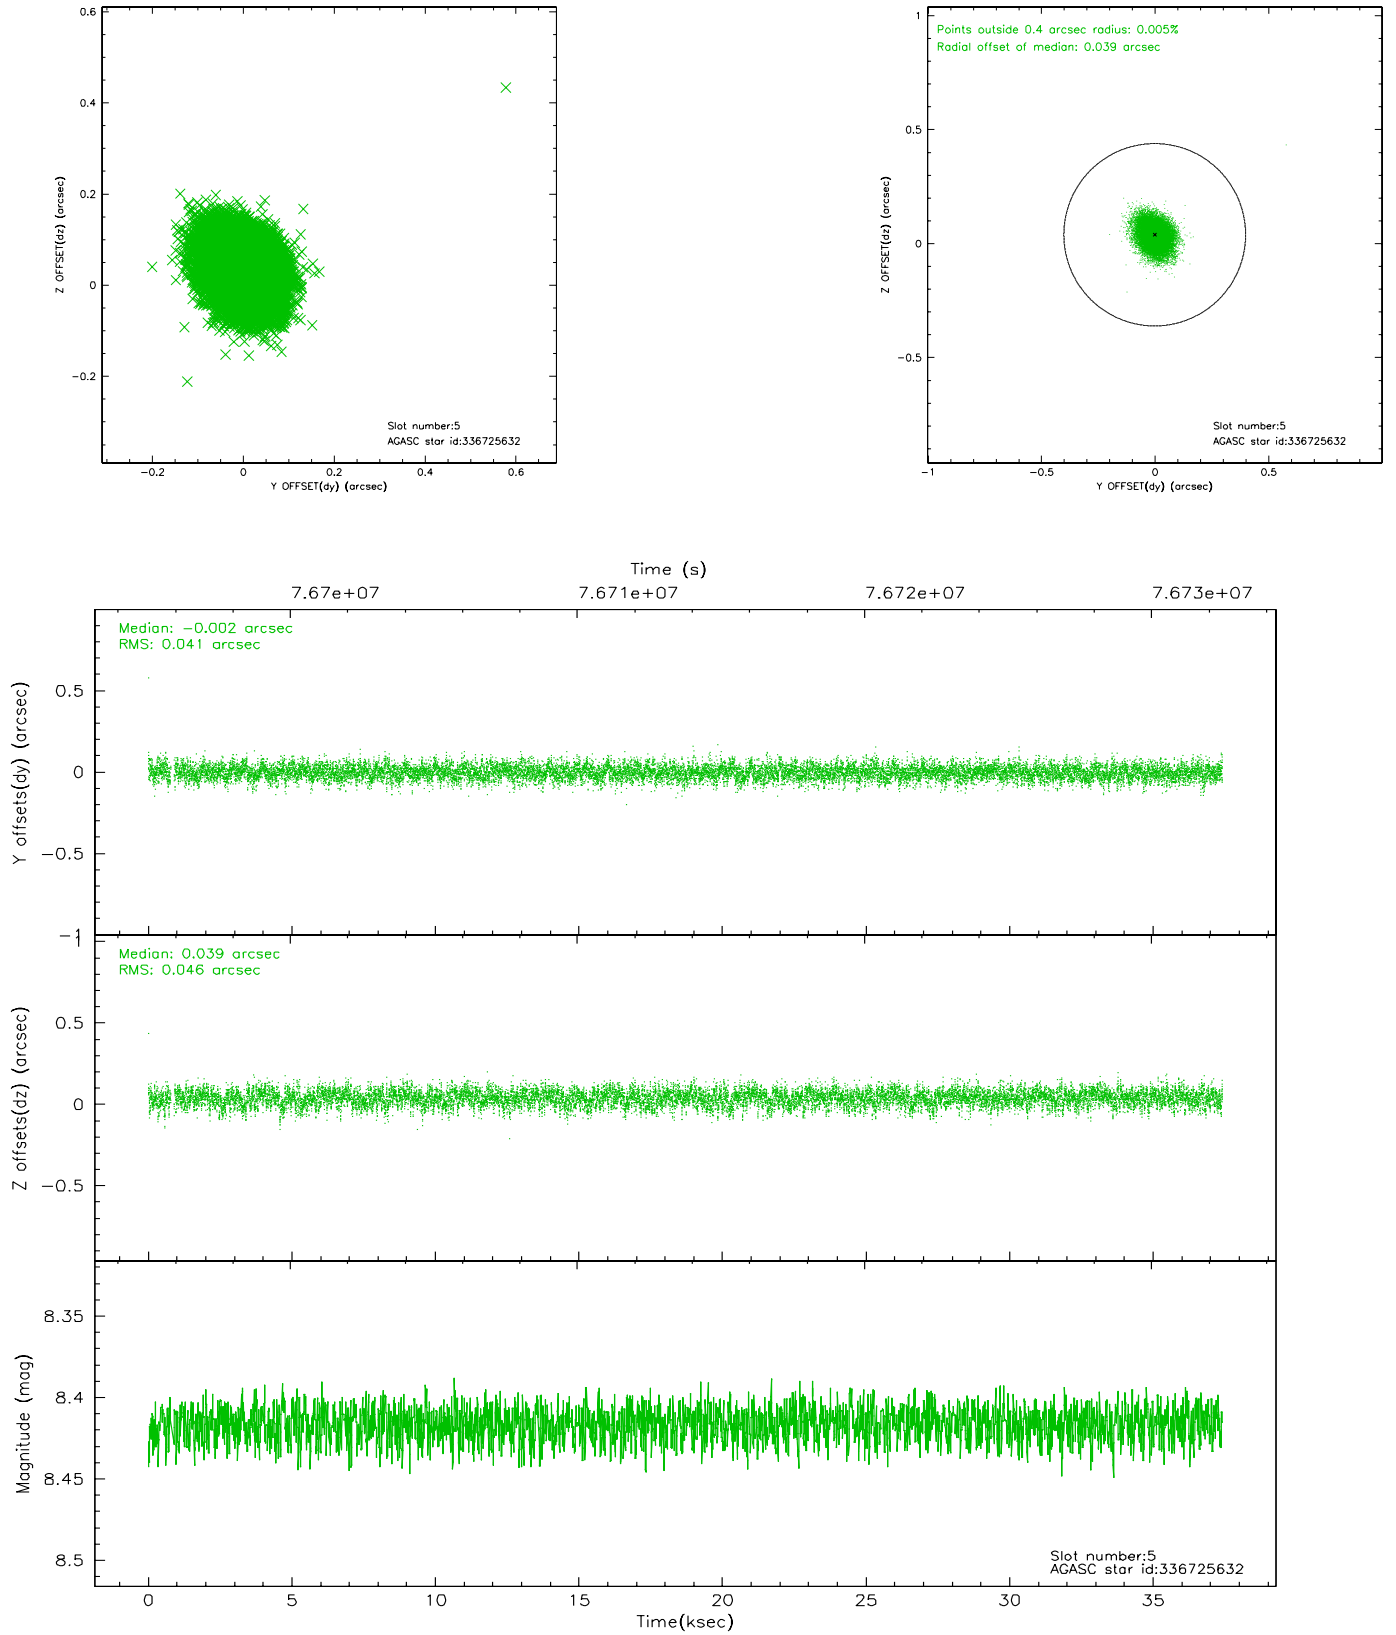 0.6
0.4
0.2
0
−0.2
Z OFFSET(dz) (arcsec)
Slot number:5
AGASC star id:336725632
−0.2 0 0.2 0.4 0.6
Y OFFSET(dy) (arcsec)
Points outside 0.4 arcsec radius: 0.005%
Radial offset of median: 0.039 arcsec
1
0.5
0
−0.5
Z OFFSET(dz) (arcsec)
Slot number:5
AGASC star id:336725632
−1 −0.5 0 0.5
Y OFFSET(dy) (arcsec)
Time (s)
7.67e+07 7.671e+07 7.672e+07 7.673e+07
Median: −0.002 arcsec
RMS: 0.041 arcsec
0.5
0
−0.5
−1
Y offsets(dy) (arcsec)
Median: 0.039 arcsec
RMS: 0.046 arcsec
1
0.5
0
−0.5
Z offsets(dz) (arcsec)
8.35
8.4
8.45
8.5
Magnitude (mag)
Slot number:5
AGASC star id:336725632
0 5 10 15 20 25 30 35
Time(ksec)